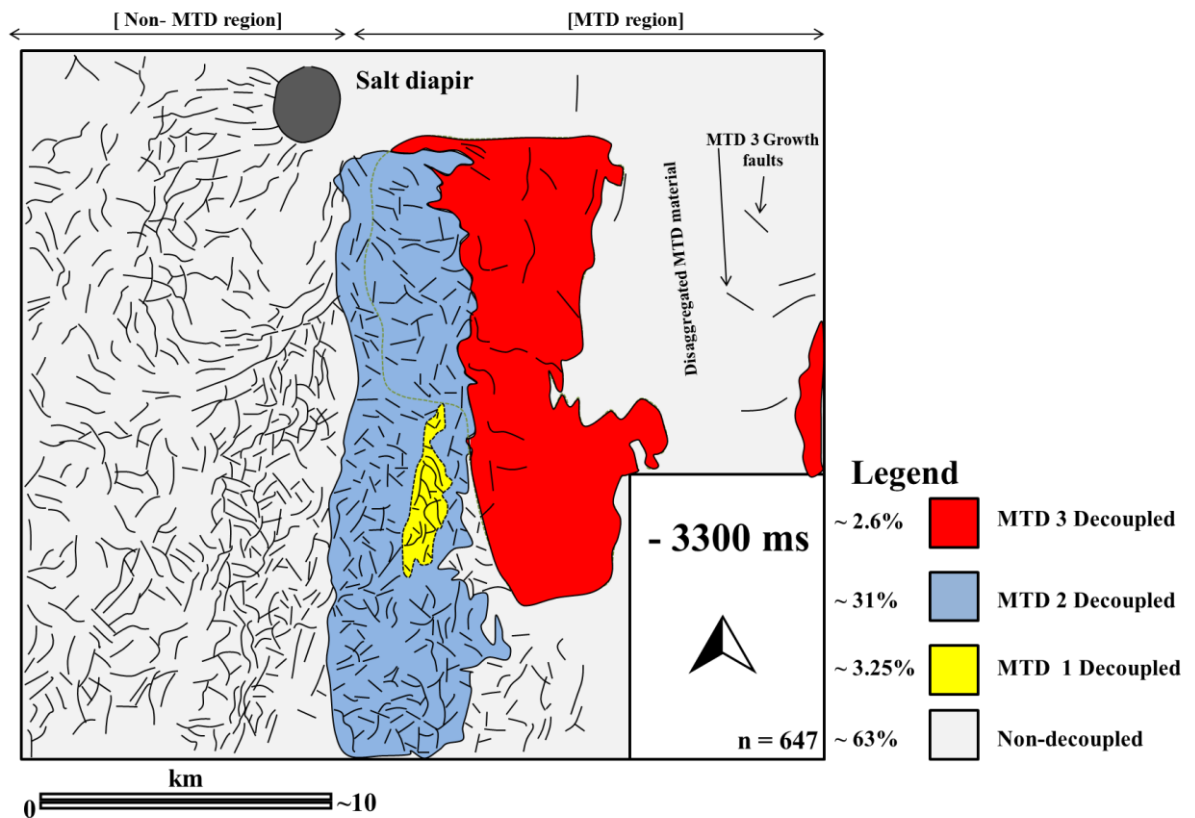 [ Non- MTD region]
[MTD region]
Salt diapir
MTD 3 Growth
faults
Disaggregated MTD material
Legend
- 3300 ms
~ 2.6%
MTD 3 Decoupled
~ 31%
MTD 2 Decoupled
~ 3.25%
MTD 1 Decoupled
n = 647
~ 63%
Non-decoupled
km
0
~10